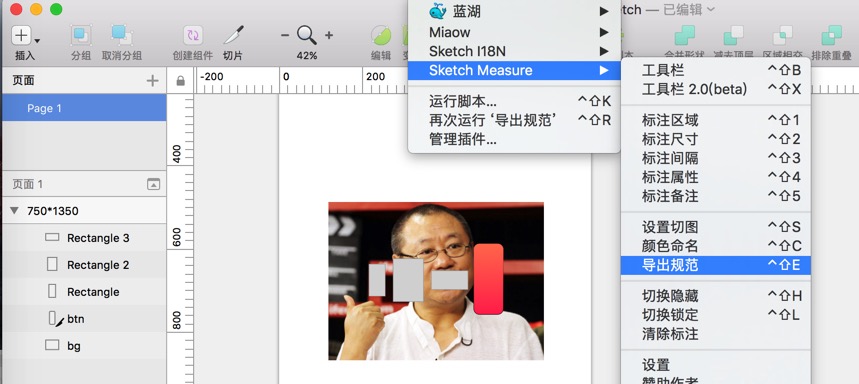 tch — 已编辑
蓝湖
Miaow
Sketch I18N
Sketch Measure
运行脚本...
⌃⇧K
再次运行 ‘导出规范’
⌃⇧R
管理插件...
插入
分组
取消分组
创建组件
切片
42%
编辑
合并形状
减去顶层
区域相交
排除重叠
页面
Page 1
页面 1
750*1350
Rectangle 3
Rectangle 2
Rectangle
btn
bg
-200
0
200
400
600
800
工具栏 ⌃⇧B
工具栏 2.0(beta) ⌃⇧X
标注区域 ⌃⇧1
标注尺寸 ⌃⇧2
标注间隔 ⌃⇧3
标注属性 ⌃⇧4
标注备注 ⌃⇧5
设置切图 ⌃⇧S
颜色命名 ⌃⇧C
导出规范 ⌃⇧E
切换隐藏 ⌃⇧H
切换锁定 ⌃⇧L
清除标注
设置
赞助作者